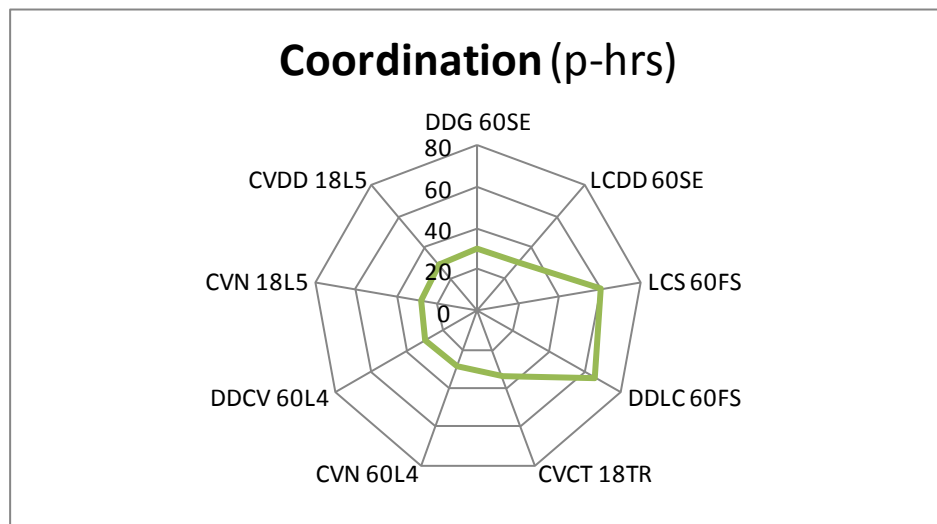 Coordination (p-hrs)
DDG 60SE
LCDD 60SE
LCS 60FS
DDLC 60FS
CVCT 18TR
CVN 60L4
DDCV 60L4
CVN 18L5
CVDD 18L5
80
60
40
20
0